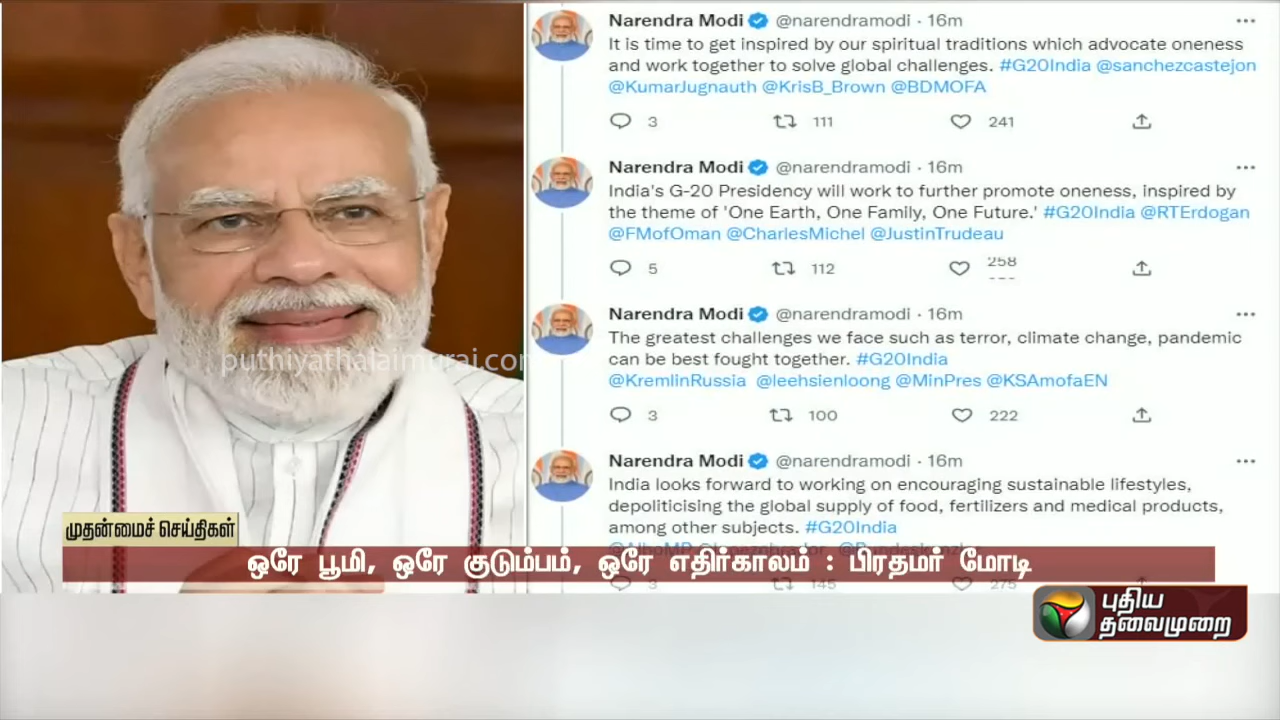 Narendra Modi @narendramodi · 16m
It is time to get inspired by our spiritual traditions which advocate oneness
and work together to solve global challenges. #G20India @sanchezcastejon
@KumarJugnauth @KrisB_Brown @BDMOFA
3 111 241
Narendra Modi @narendramodi · 16m
India's G-20 Presidency will work to further promote oneness, inspired by
the theme of 'One Earth, One Family, One Future.' #G20India @RTErdogan
@FMofOman @CharlesMichel @JustinTrudeau
5 112 258
Narendra Modi @narendramodi · 16m
The greatest challenges we face such as terror, climate change, pandemic
can be best fought together. #G20India
@KremlinRussia @leehsienloong @MinPres @KSAmofaEN
3 100 222
Narendra Modi @narendramodi · 16m
India looks forward to working on encouraging sustainable lifestyles,
depoliticising the global supply of food, fertilizers and medical products,
among other subjects. #G20India
3 145 275
puthiyathalaimurai.com
முதன்மைச் செய்திகள்
ஒரே பூமி, ஒரே குடும்பம், ஒரே எதிர்காலம் : பிரதமர் மோடி
புதிய
தலைமுறை